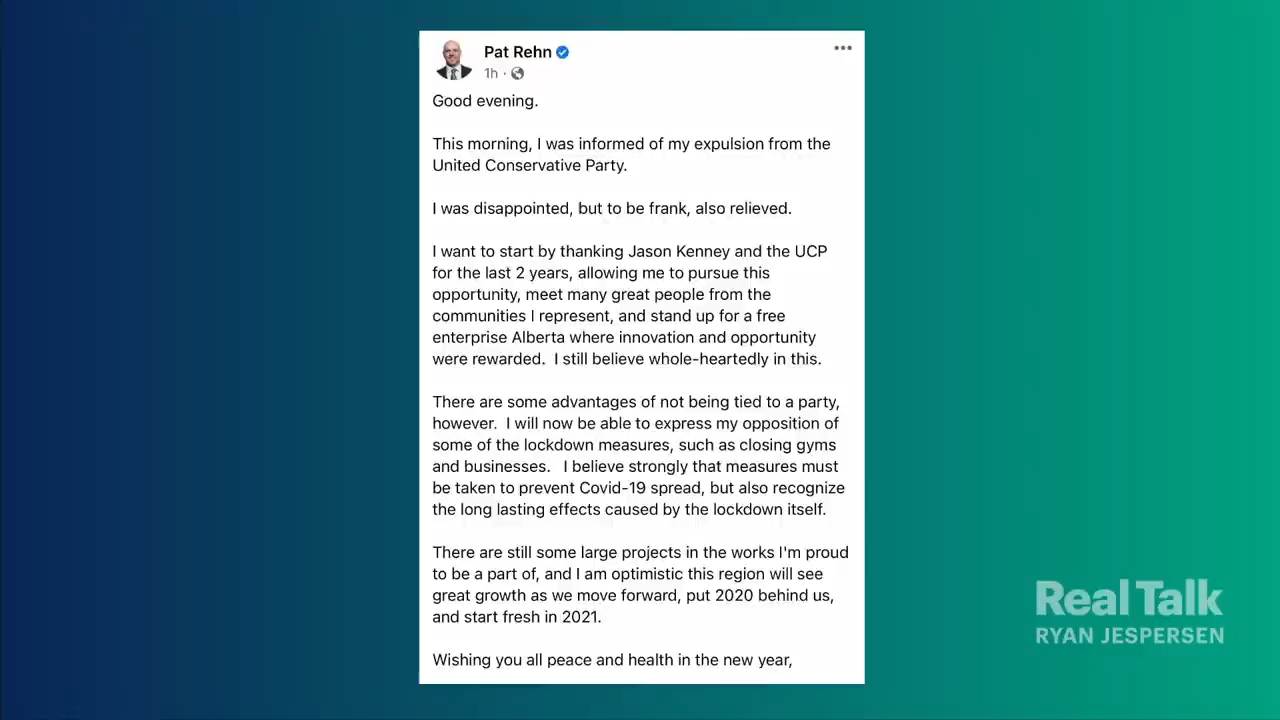 Pat Rehn
1h
Good evening.
This morning, I was informed of my expulsion from the
United Conservative Party.
I was disappointed, but to be frank, also relieved.
I want to start by thanking Jason Kenney and the UCP
for the last 2 years, allowing me to pursue this
opportunity, meet many great people from the
communities I represent, and stand up for a free
enterprise Alberta where innovation and opportunity
were rewarded.  I still believe whole-heartedly in this.
There are some advantages of not being tied to a party,
however.  I will now be able to express my opposition of
some of the lockdown measures, such as closing gyms
and businesses.   I believe strongly that measures must
be taken to prevent Covid-19 spread, but also recognize
the long lasting effects caused by the lockdown itself.
There are still some large projects in the works I'm proud
to be a part of, and I am optimistic this region will see
great growth as we move forward, put 2020 behind us,
and start fresh in 2021.
Wishing you all peace and health in the new year,
Real Talk
RYAN JESPERSEN